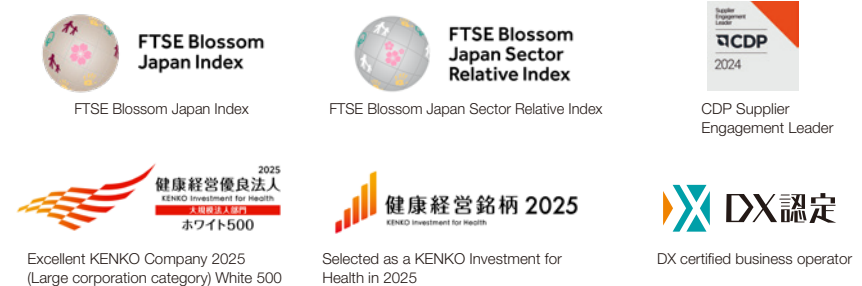 FTSE Blossom
Japan Index
FTSE Blossom Japan Index
FTSE Blossom
Japan Sector
Relative Index
FTSE Blossom Japan Sector Relative Index
Supplier
Engagement
Leader
CDP
2024
CDP Supplier
Engagement Leader
2025
健康経営優良法人
KENKO Investment for Health
大規模法人部門
ホワイト500
Excellent KENKO Company 2025
(Large corporation category) White 500
健康経営銘柄 2025
KENKO Investment for Health
Selected as a KENKO Investment for
Health in 2025
DX認定
DX certified business operator